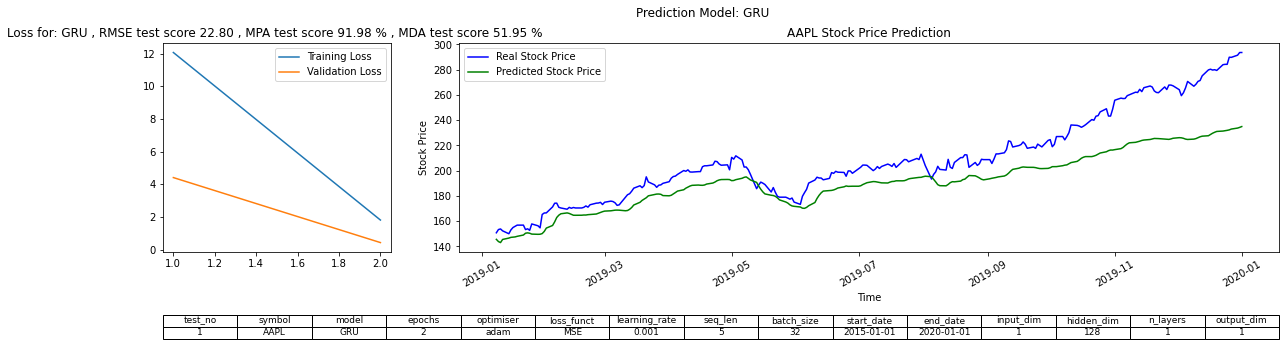 Prediction Model: GRU
Loss for: GRU , RMSE test score 22.80 , MPA test score 91.98 % , MDA test score 51.95 %
12
10
8
6
4
2
0
1.0 1.2 1.4 1.6 1.8 2.0
Training Loss
Validation Loss
AAPL Stock Price Prediction
Stock Price
300
280
260
240
220
200
180
160
140
Real Stock Price
Predicted Stock Price
2019-01 2019-03 2019-05 2019-07 2019-09 2019-11 2020-01
Time
test_no symbol model epochs optimiser loss_funct learning_rate seq_len batch_size start_date end_date input_dim hidden_dim n_layers output_dim
1 AAPL GRU 2 adam MSE 0.001 5 32 2015-01-01 2020-01-01 1 128 1 1